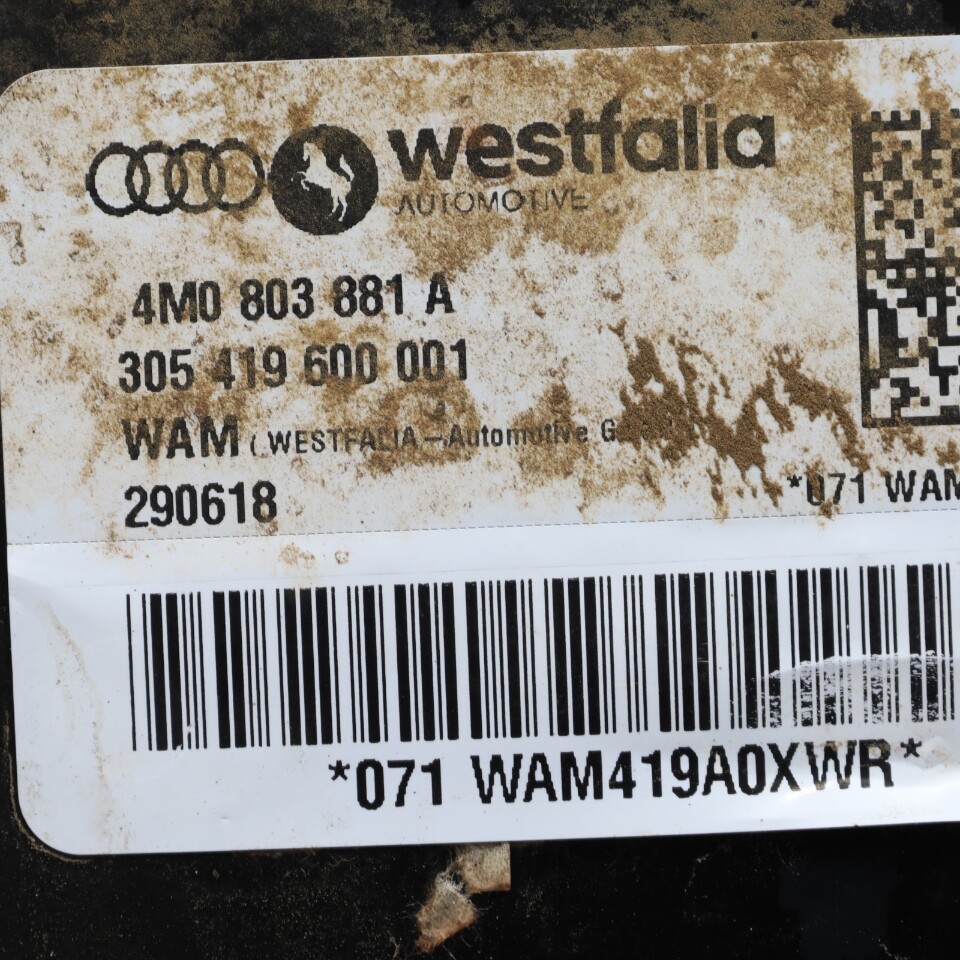 westfalia
AUTOMOTIVE
4M0 803 881 A
305 419 600 001
WAM ( WESTFALIA -Automotive G
290618
*071 WAM
*071 WAM419A0XWR*